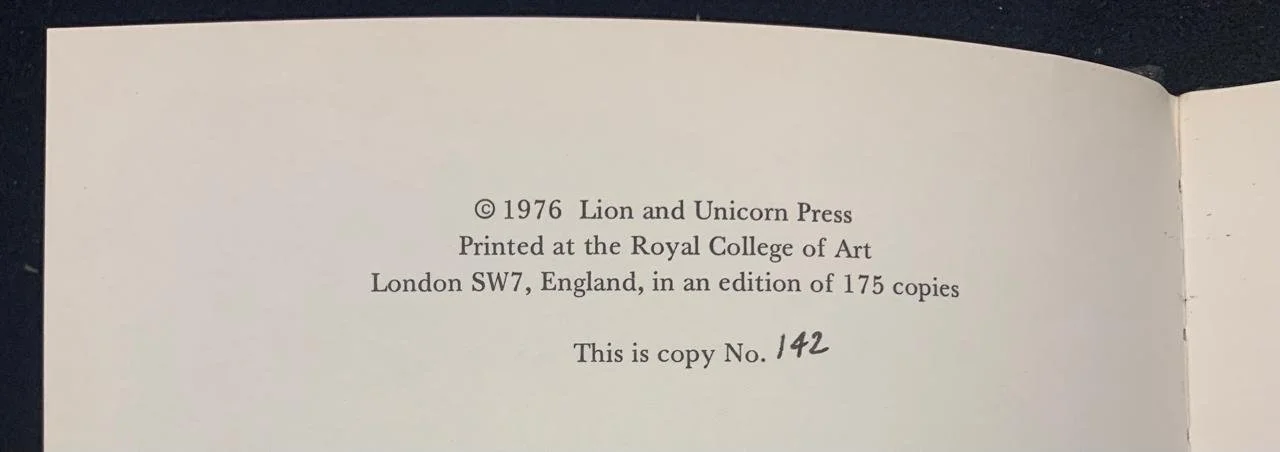 © 1976 Lion and Unicorn Press
Printed at the Royal College of Art
London SW7, England, in an edition of 175 copies
This is copy No. 142